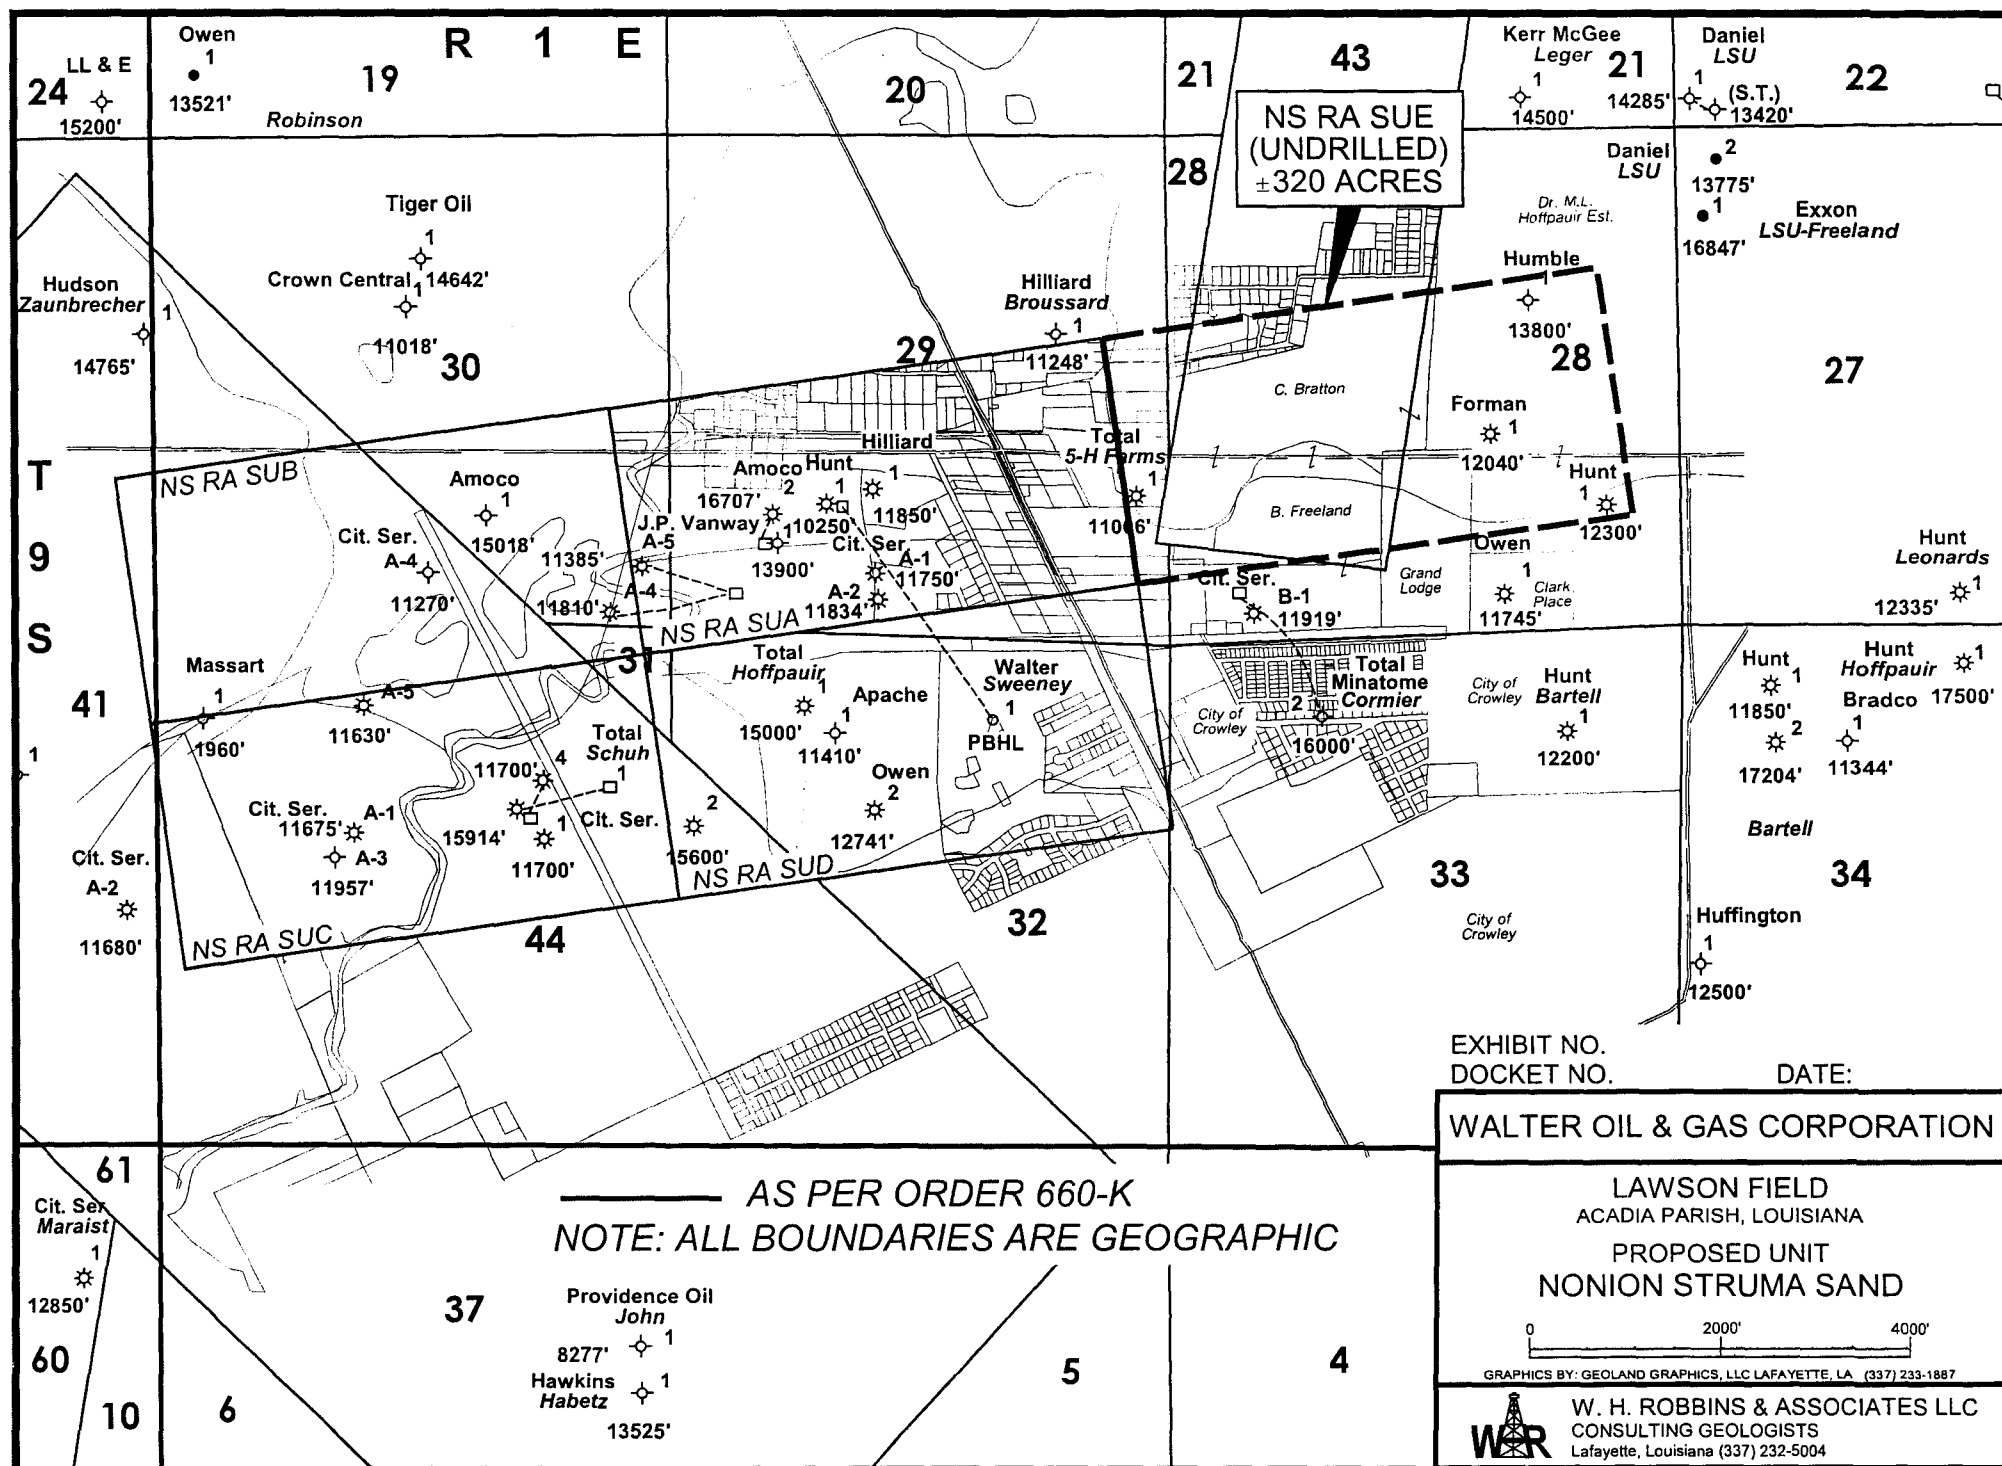 R 1 E
24
LL & E
15200'
Owen
1
13521'
19
Robinson
20
21
43
Kerr McGee
Leger
1
14500'
21
14285'
Daniel
LSU
1
(S.T.)
13420'
22
NS RA SUE
(UNDRILLED)
±320 ACRES
28
Daniel
LSU
2
13775'
1
16847'
Exxon
LSU-Freeland
Dr. M.L.
Hoffpauir Est.
Humble
1
13800'
28
27
Tiger Oil
1
14642'
Crown Central
1
11018'
30
Hudson
Zaunbrecher
1
14765'
Hilliard
Broussard
1
11248'
29
C. Bratton
Forman
1
12040'
Hunt
1
12300'
B. Freeland
T
9
S
NS RA SUB
Amoco
1
15018'
Cit. Ser.
A-4
11270'
Hilliard
1
11850'
Amoco
2
16707'
Hunt
1
10250'
J.P. Vanway
1
13900'
A-5
11385'
A-4
11810'
Cit. Ser.
A-1
11750'
A-2
11834'
NS RA SUA
Total
5-H Farms
1
11006'
Cit. Ser.
B-1
11919'
Grand
Lodge
Owen
1
11745'
Clark
Place
Hunt
Leonards
1
12335'
41
1
Massart
1
1960'
A-5
11630'
31
Total
Schuh
1
4
11700'
15914'
1
11700'
Cit. Ser.
Cit. Ser.
A-1
11675'
A-3
11957'
Cit. Ser.
A-2
11680'
NS RA SUC
44
2
15600'
NS RA SUD
Total
Hoffpauir
1
15000'
Apache
1
11410'
Owen
2
12741'
Walter
Sweeney
1
PBHL
32
City of
Crowley
Total
Minatome
Cormier
2
16000'
City of
Crowley
Hunt
Bartell
1
12200'
33
City of
Crowley
Hunt
1
11850'
2
17204'
Hunt
Hoffpauir
1
17500'
Bradco
1
11344'
Bartell
34
Huffington
1
12500'
EXHIBIT NO.
DOCKET NO.
DATE:
61
Cit. Ser
Maraist
1
12850'
60
10
6
37
5
4
AS PER ORDER 660-K
NOTE: ALL BOUNDARIES ARE GEOGRAPHIC
Providence Oil
John
1
8277'
Hawkins
Habetz
1
13525'
WALTER OIL & GAS CORPORATION
LAWSON FIELD
ACADIA PARISH, LOUISIANA
PROPOSED UNIT
NONION STRUMA SAND
0 2000' 4000'
GRAPHICS BY: GEOLAND GRAPHICS, LLC LAFAYETTE, LA (337) 233-1887
WAR
W. H. ROBBINS & ASSOCIATES LLC
CONSULTING GEOLOGISTS
Lafayette, Louisiana (337) 232-5004